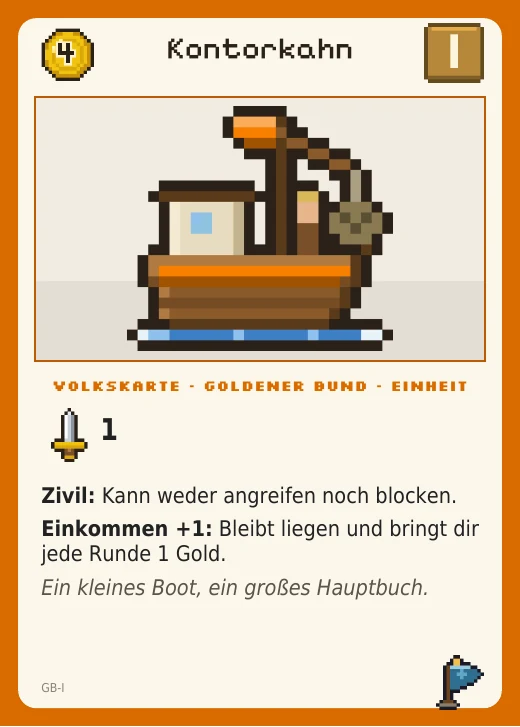 4
Kontorkahn
I
VOLKSKARTE · GOLDENER BUND · EINHEIT
1
Zivil: Kann weder angreifen noch blocken.
Einkommen +1: Bleibt liegen und bringt dir
jede Runde 1 Gold.
Ein kleines Boot, ein großes Hauptbuch.
GB-I